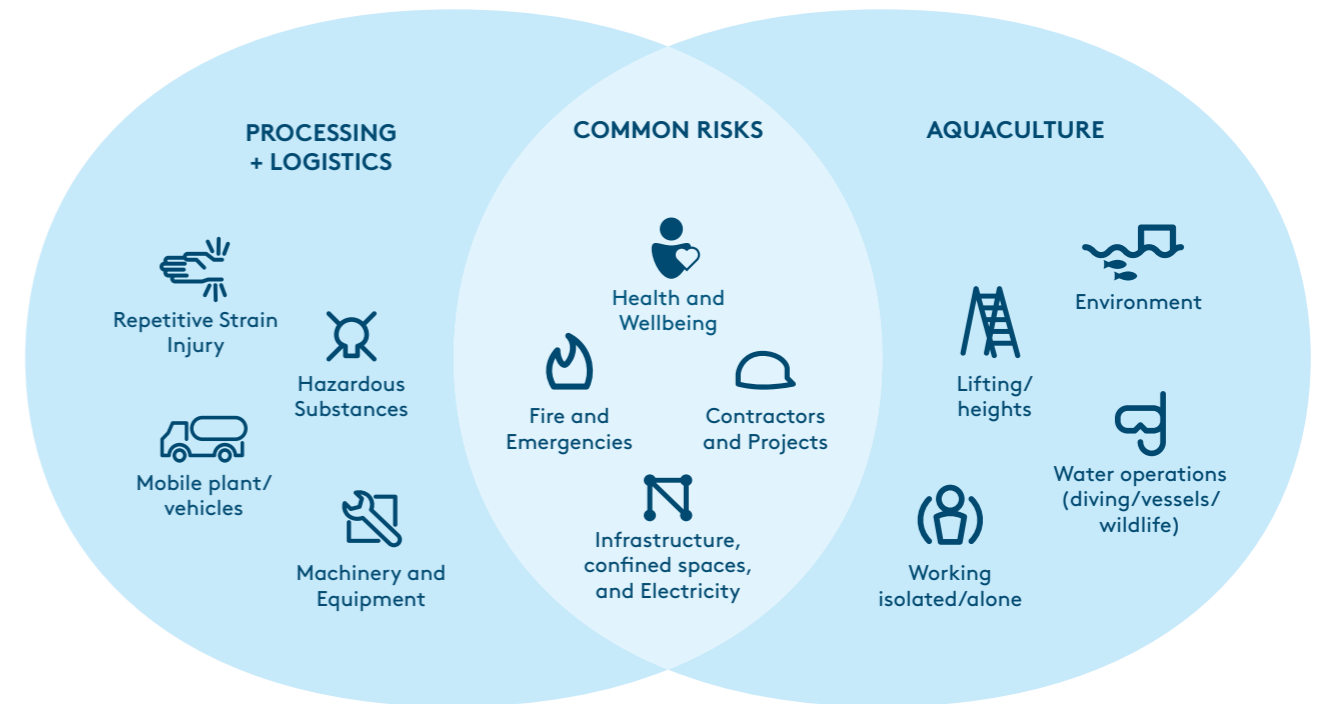 PROCESSING
+ LOGISTICS
Repetitive Strain
Injury
Hazardous
Substances
Mobile plant/
vehicles
Machinery and
Equipment
COMMON RISKS
Health and
Wellbeing
Fire and
Emergencies
Contractors
and Projects
Infrastructure,
confined spaces,
and Electricity
AQUACULTURE
Environment
Lifting/
heights
Water operations
(diving/vessels/
wildlife)
Working
isolated/alone